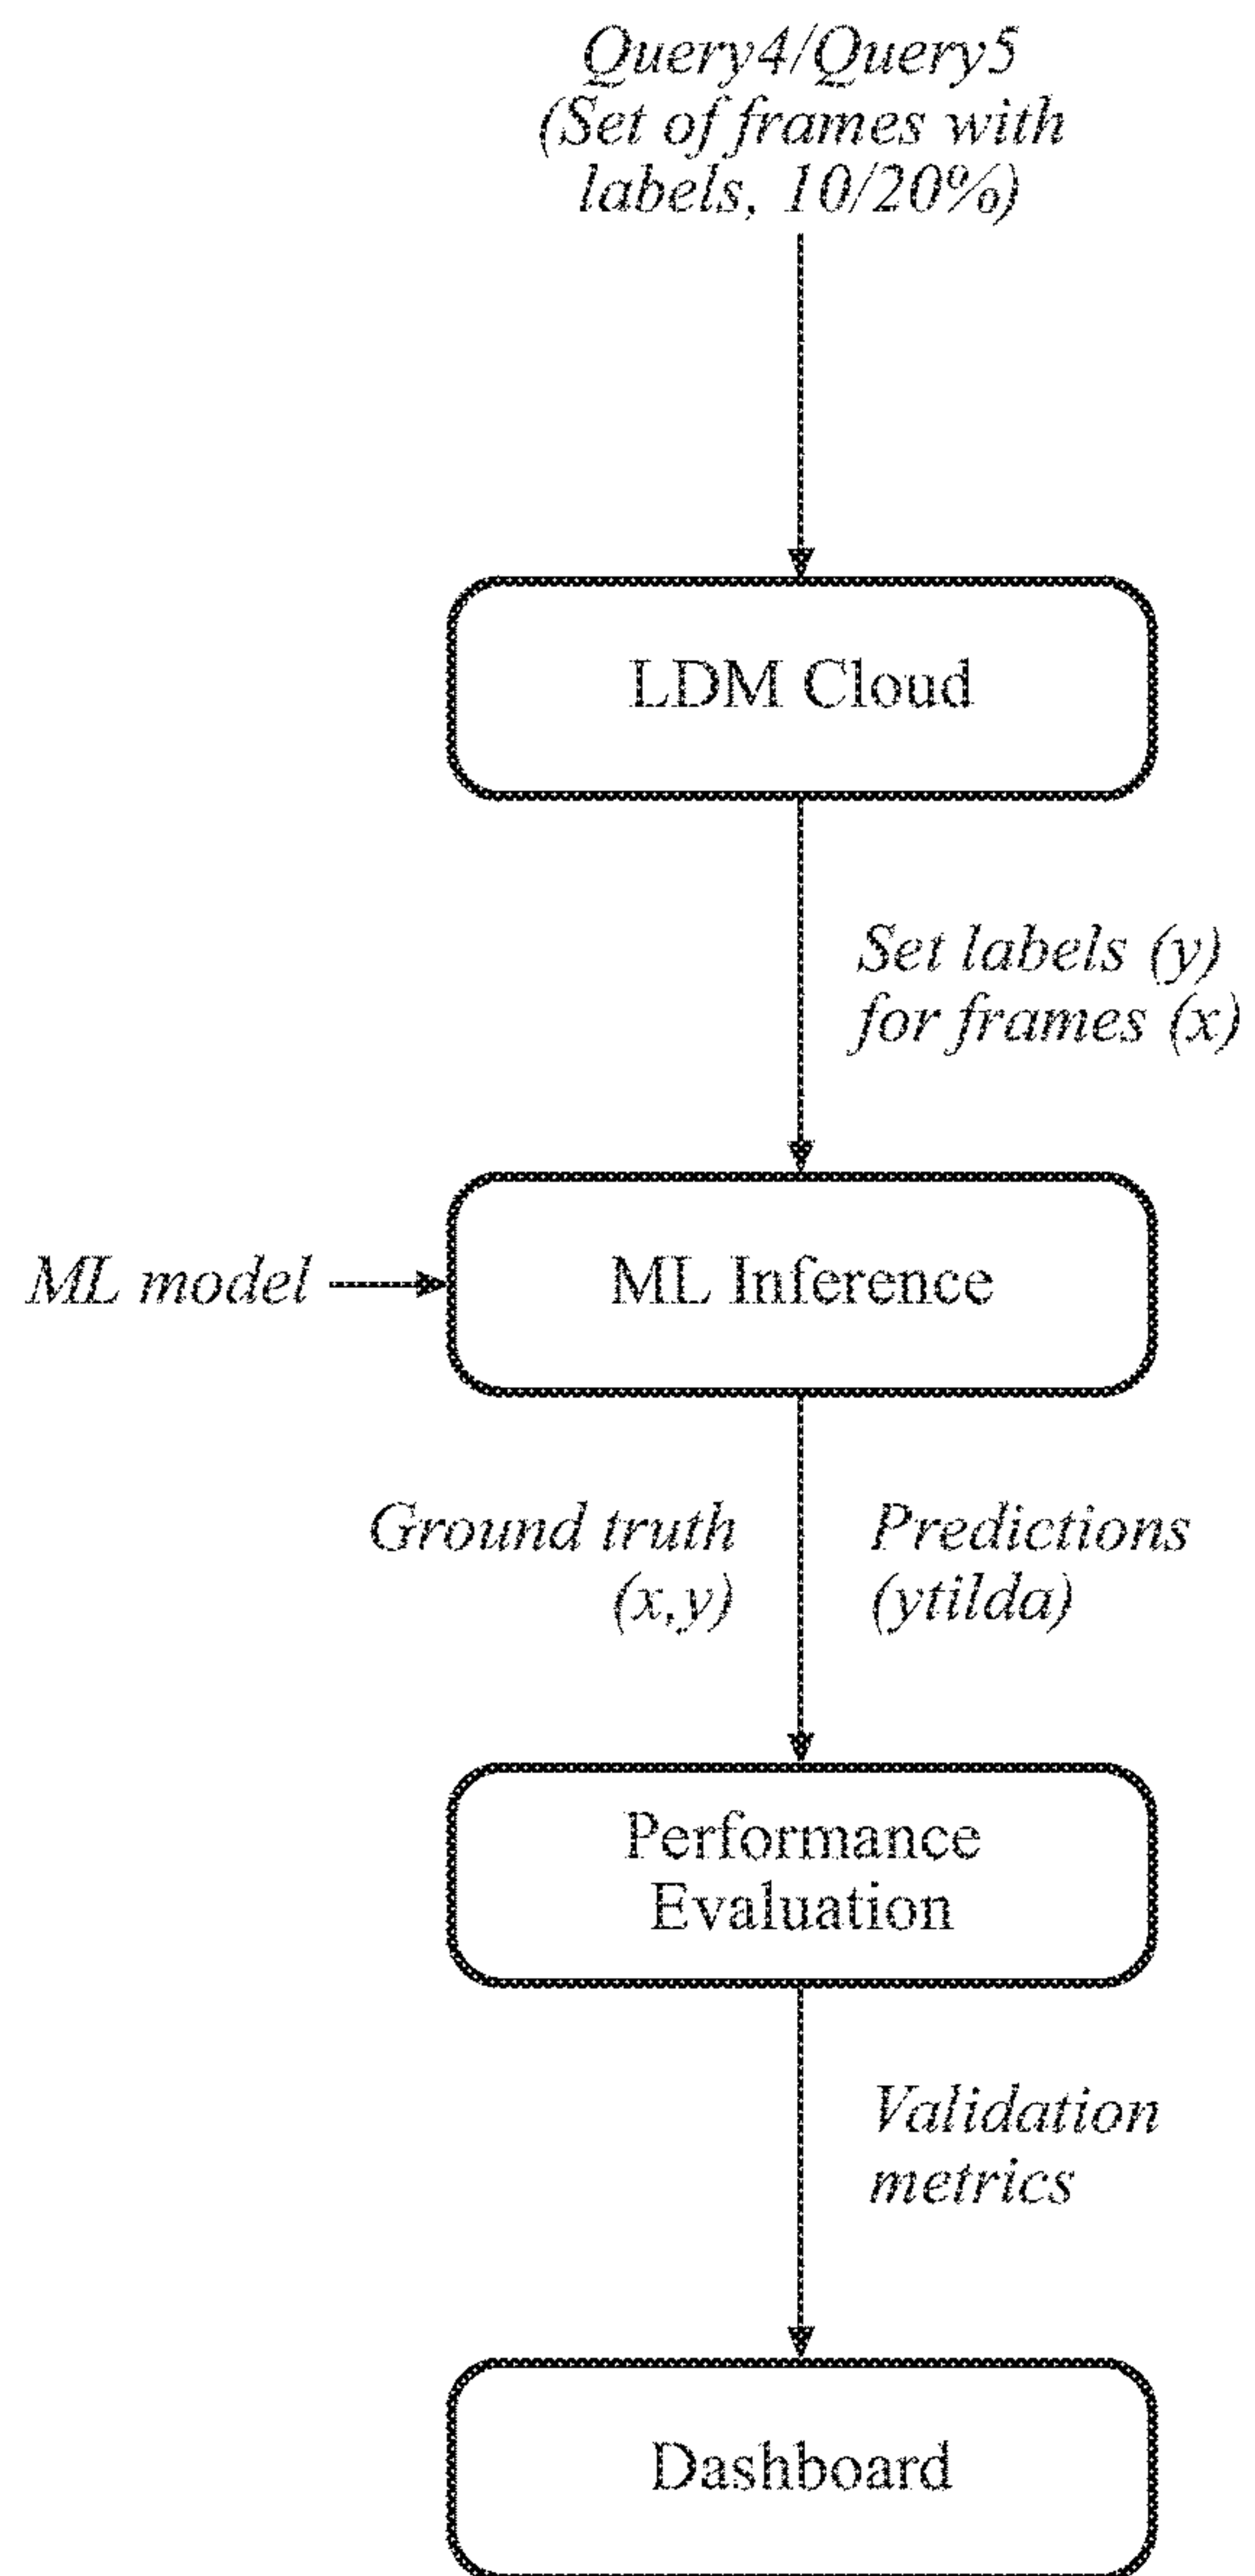 Query4/Query5
(Set of frames with
labels, 10/20%)
LDM Cloud
Set labels (y)
for frames (x)
ML model
ML Inference
Ground truth
(x,y)
Predictions
(ytilda)
Performance
Evaluation
Validation
metrics
Dashboard